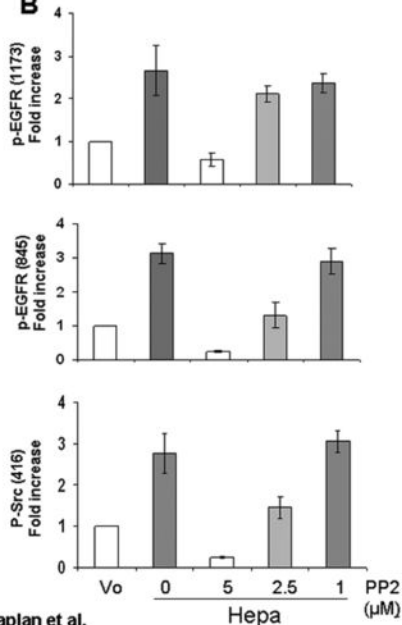 B
p-EGFR (1173)
Fold increase
4
3
2
1
0
p-EGFR (845)
Fold increase
4
3
2
1
0
P-Src (416)
Fold increase
4
3
2
1
0
Vo 0 5 2.5 1 PP2
(µM)
Hepa
aplan et al.